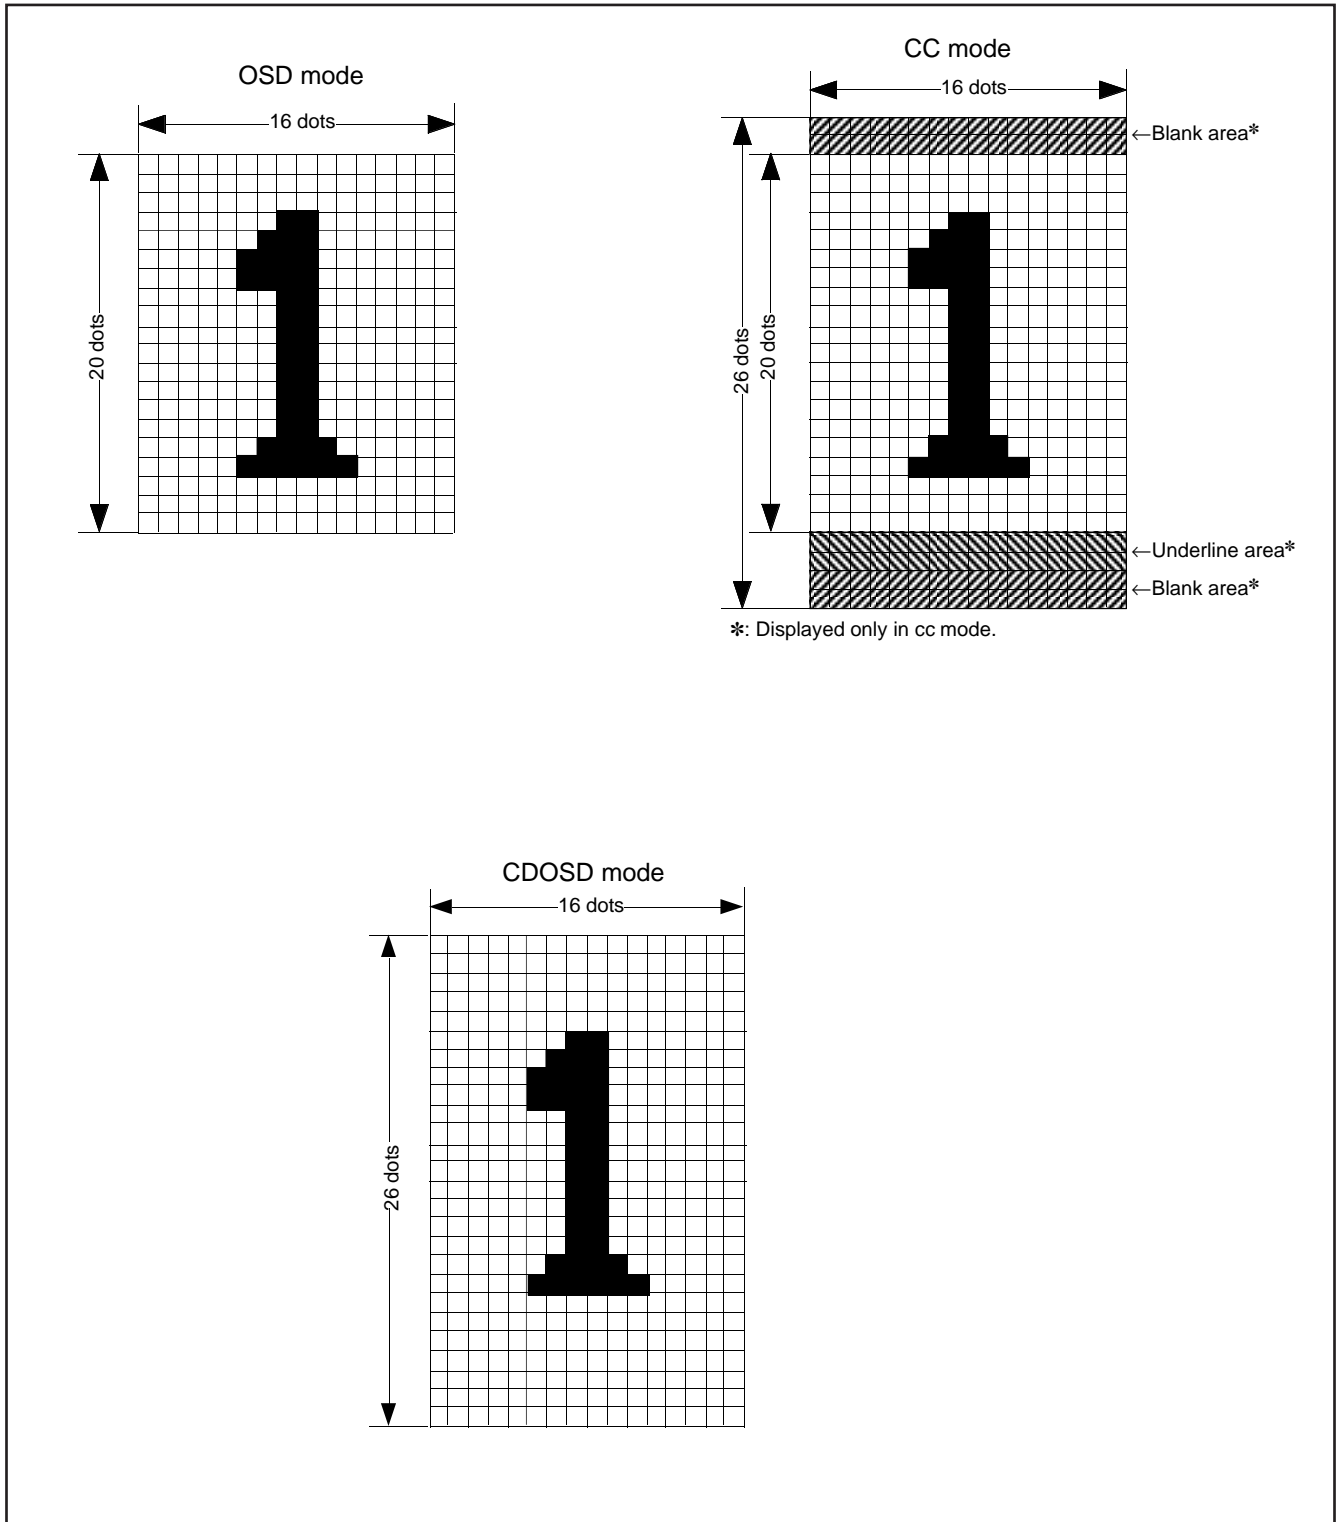 OSD mode
16 dots
20 dots
CC mode
16 dots
←Blank area*
26 dots
20 dots
←Underline area*
←Blank area*
*: Displayed only in cc mode.
CDOSD mode
16 dots
26 dots